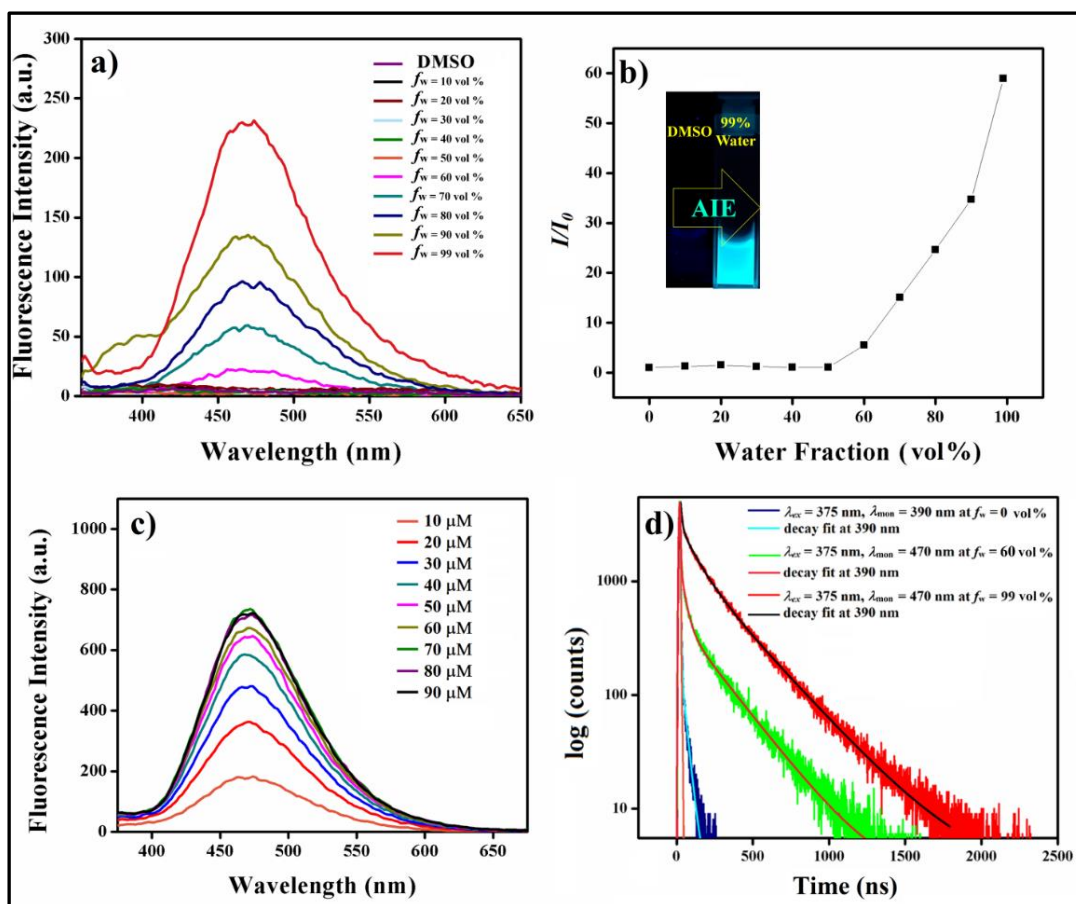 a)
Fluorescence Intensity (a.u.)
300
250
200
150
100
50
0
400
450
500
550
600
650
Wavelength (nm)
DMSO
fw = 10 vol %
fw = 20 vol %
fw = 30 vol %
fw = 40 vol %
fw = 50 vol %
fw = 60 vol %
fw = 70 vol %
fw = 80 vol %
fw = 90 vol %
fw = 99 vol %
b)
I/I0
60
50
40
30
20
10
0
0
20
40
60
80
100
Water Fraction (vol%)
DMSO
99%
Water
AIE
c)
Fluorescence Intensity (a.u.)
1000
800
600
400
200
0
400
450
500
550
600
650
Wavelength (nm)
10 μM
20 μM
30 μM
40 μM
50 μM
60 μM
70 μM
80 μM
90 μM
d)
log (counts)
1000
100
10
0
500
1000
1500
2000
2500
Time (ns)
λex = 375 nm, λmon = 390 nm at fw = 0 vol%
decay fit at 390 nm
λex = 375 nm, λmon = 470 nm at fw = 60 vol%
decay fit at 390 nm
λex = 375 nm, λmon = 470 nm at fw = 99 vol%
decay fit at 390 nm